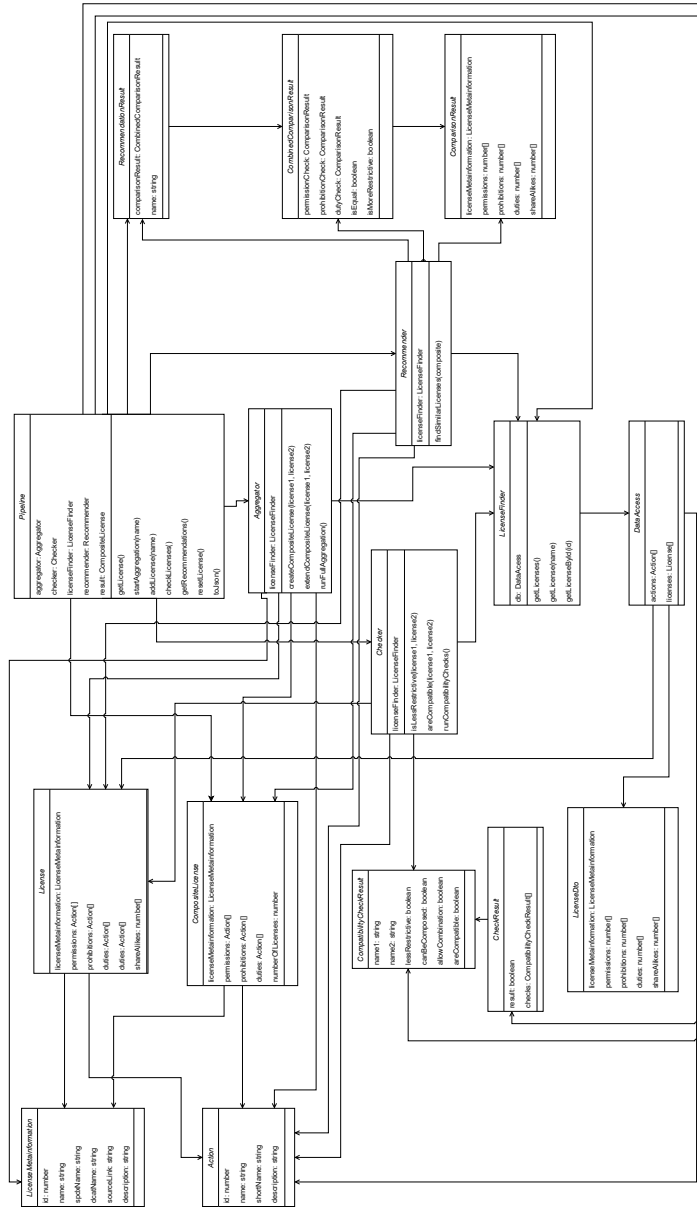 Pipeline
aggregator: Aggregator
checker: Checker
licenseFinder: LicenseFinder
recommender: Recommender
result: CompositeLicense
getLicense()
startAggregation(name)
addLicense(name)
checkLicenses()
getRecommendations()
resetLicense()
toJson()
RecommendationResult
comparisonResult: CombinedComparisonResult
name: string
CombinedComparisonResult
permissionCheck: ComparisonResult
prohibitionCheck: ComparisonResult
dutyCheck: ComparisonResult
isEqual: boolean
isMoreRestrictive: boolean
ComparisonResult
licenseMetainformation: LicenseMetainformation
permissions: number[]
prohibitions: number[]
duties: number[]
shareAlikes: number[]
Aggregator
licenseFinder: LicenseFinder
createCompositeLicense(license1, license2)
extendCompositeLicense(license1, license2)
runFullAggregation()
Recommender
licenseFinder: LicenseFinder
findSimilarLicenses(composite)
Checker
licenseFinder: LicenseFinder
isLessRestrictive(license1, license2)
areCompatible(license1, license2)
runCompatibilityChecks()
LicenseFinder
db: DataAcess
getLicenses()
getLicense(name)
getLicenseById(id)
DataAccess
actions: Action[]
licenses: License[]
License
licenseMetainformation: LicenseMetainformation
permissions: Action[]
prohibitions: Action[]
duties: Action[]
duties: Action[]
shareAlikes: number[]
CompositeLicense
licenseMetainformation: LicenseMetainformation
permissions: Action[]
prohibitions: Action[]
duties: Action[]
numberOfLicenses: number
CompatibilityCheckResult
name1: string
name2: string
lessRestrictive: boolean
canBeComposed: boolean
allowCombination: boolean
areCompatible: boolean
CheckResult
result: boolean
checks: CompatibilityCheckResult[]
LicenseDto
licenseMetainformation: LicenseMetainformation
permissions: number[]
prohibitions: number[]
duties: number[]
shareAlikes: number[]
LicenseMetainformation
id: number
name: string
spdxName: string
dcatName: string
sourceLink: string
description: string
Action
id: number
name: string
shortName: string
description: string